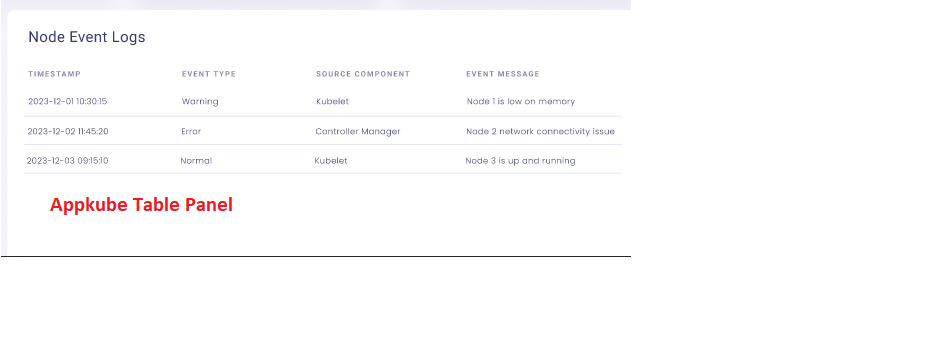 Node Event Logs
TIMESTAMP EVENT TYPE SOURCE COMPONENT EVENT MESSAGE
2023-12-01 10:30:15 Warning Kubelet Node 1 is low on memory
2023-12-02 11:45:20 Error Controller Manager Node 2 network connectivity issue
2023-12-03 09:15:10 Normal Kubelet Node 3 is up and running
Appkube Table Panel